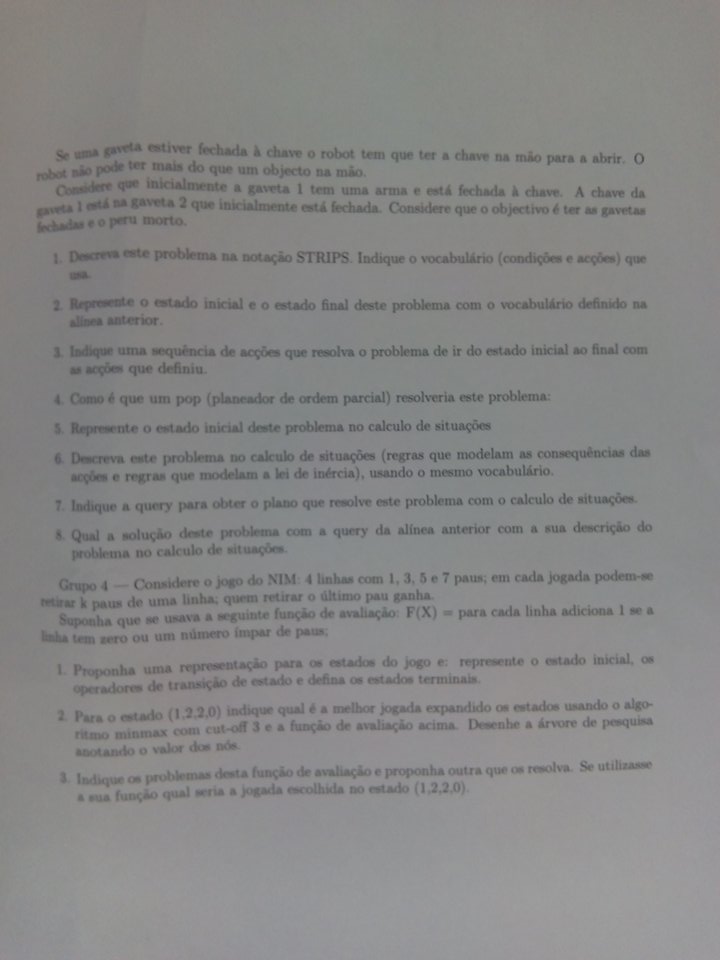 Se uma gaveta estiver fechada à chave o robot tem que ter a chave na mão para a abrir. O
robot não pode ter mais do que um objecto na mão.
Considere que inicialmente a gaveta 1 tem uma arma e está fechada à chave. A chave da
gaveta 1 está na gaveta 2 que inicialmente está fechada. Considere que o objectivo é ter as gavetas
fechadas e o peru morto.
1. Descreva este problema na notação STRIPS. Indique o vocabulário (condições e acções) que
usa.
2. Represente o estado inicial e o estado final deste problema com o vocabulário definido na
alínea anterior.
3. Indique uma sequência de acções que resolva o problema de ir do estado inicial ao final com
as acções que definiu.
4. Como é que um pop (planeador de ordem parcial) resolveria este problema:
5. Represente o estado inicial deste problema no calculo de situações
6. Descreva este problema no calculo de situações (regras que modelam as consequências das
acções e regras que modelam a lei de inércia), usando o mesmo vocabulário.
7. Indique a query para obter o plano que resolve este problema com o calculo de situações.
8. Qual a solução deste problema com a query da alínea anterior com a sua descrição do
problema no calculo de situações.
Grupo 4 — Considere o jogo do NIM: 4 linhas com 1, 3, 5 e 7 paus; em cada jogada podem-se
retirar k paus de uma linha; quem retirar o último pau ganha.
Suponha que se usava a seguinte função de avaliação: F(X) = para cada linha adiciona 1 se a
linha tem zero ou um número ímpar de paus;
1. Proponha uma representação para os estados do jogo e: represente o estado inicial, os
operadores de transição de estado e defina os estados terminais.
2. Para o estado (1,2,2,0) indique qual é a melhor jogada expandido os estados usando o algo-
ritmo minmax com cut-off 3 e a função de avaliação acima. Desenhe a árvore de pesquisa
anotando o valor dos nós.
3. Indique os problemas desta função de avaliação e proponha outra que os resolva. Se utilizasse
a sua função qual seria a jogada escolhida no estado (1,2,2,0).